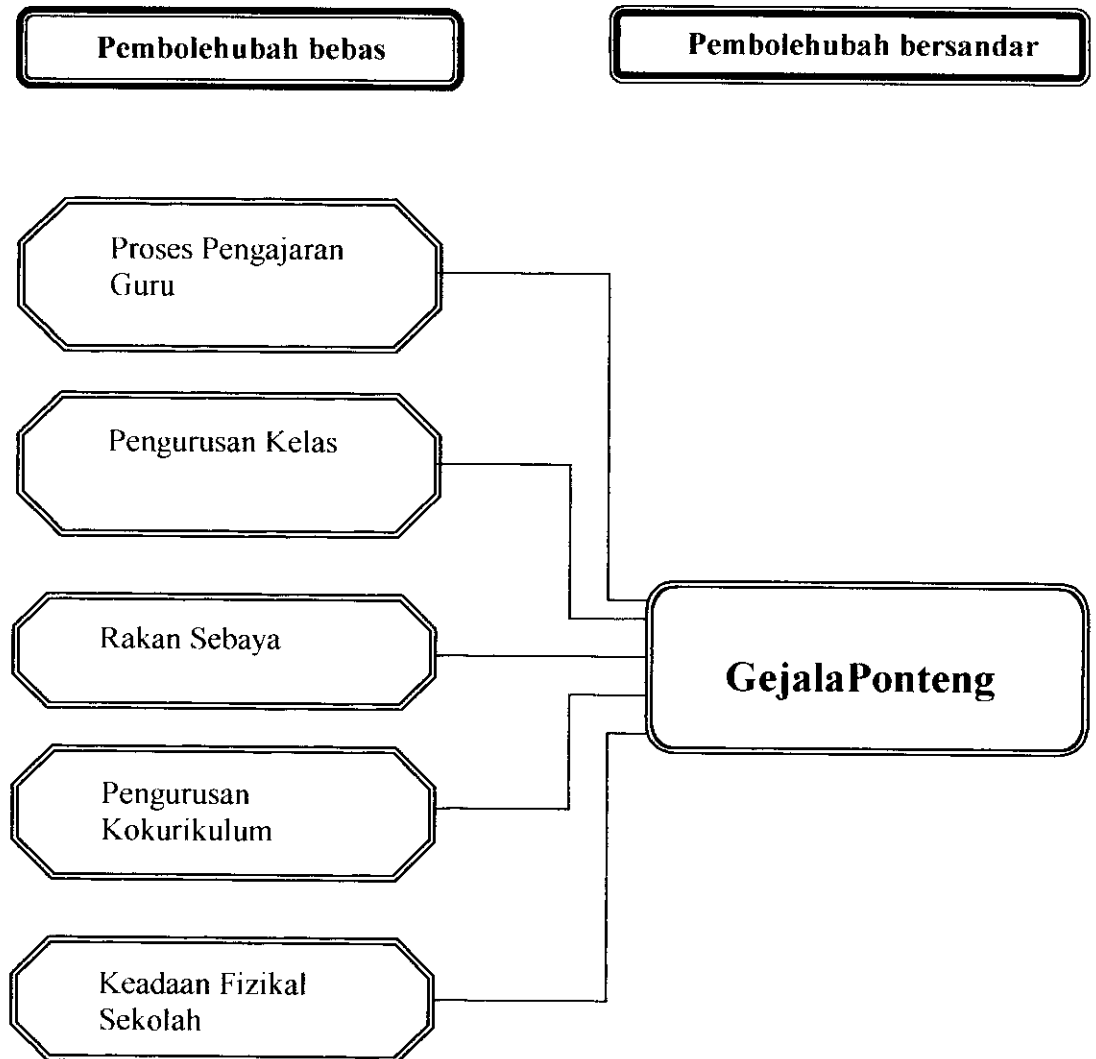 Pembolehubah bebas
Pembolehubah bersandar
Proses Pengajaran
Guru
Pengurusan Kelas
Rakan Sebaya
GejalaPonteng
Pengurusan
Kokurikulum
Keadaan Fizikal
Sekolah